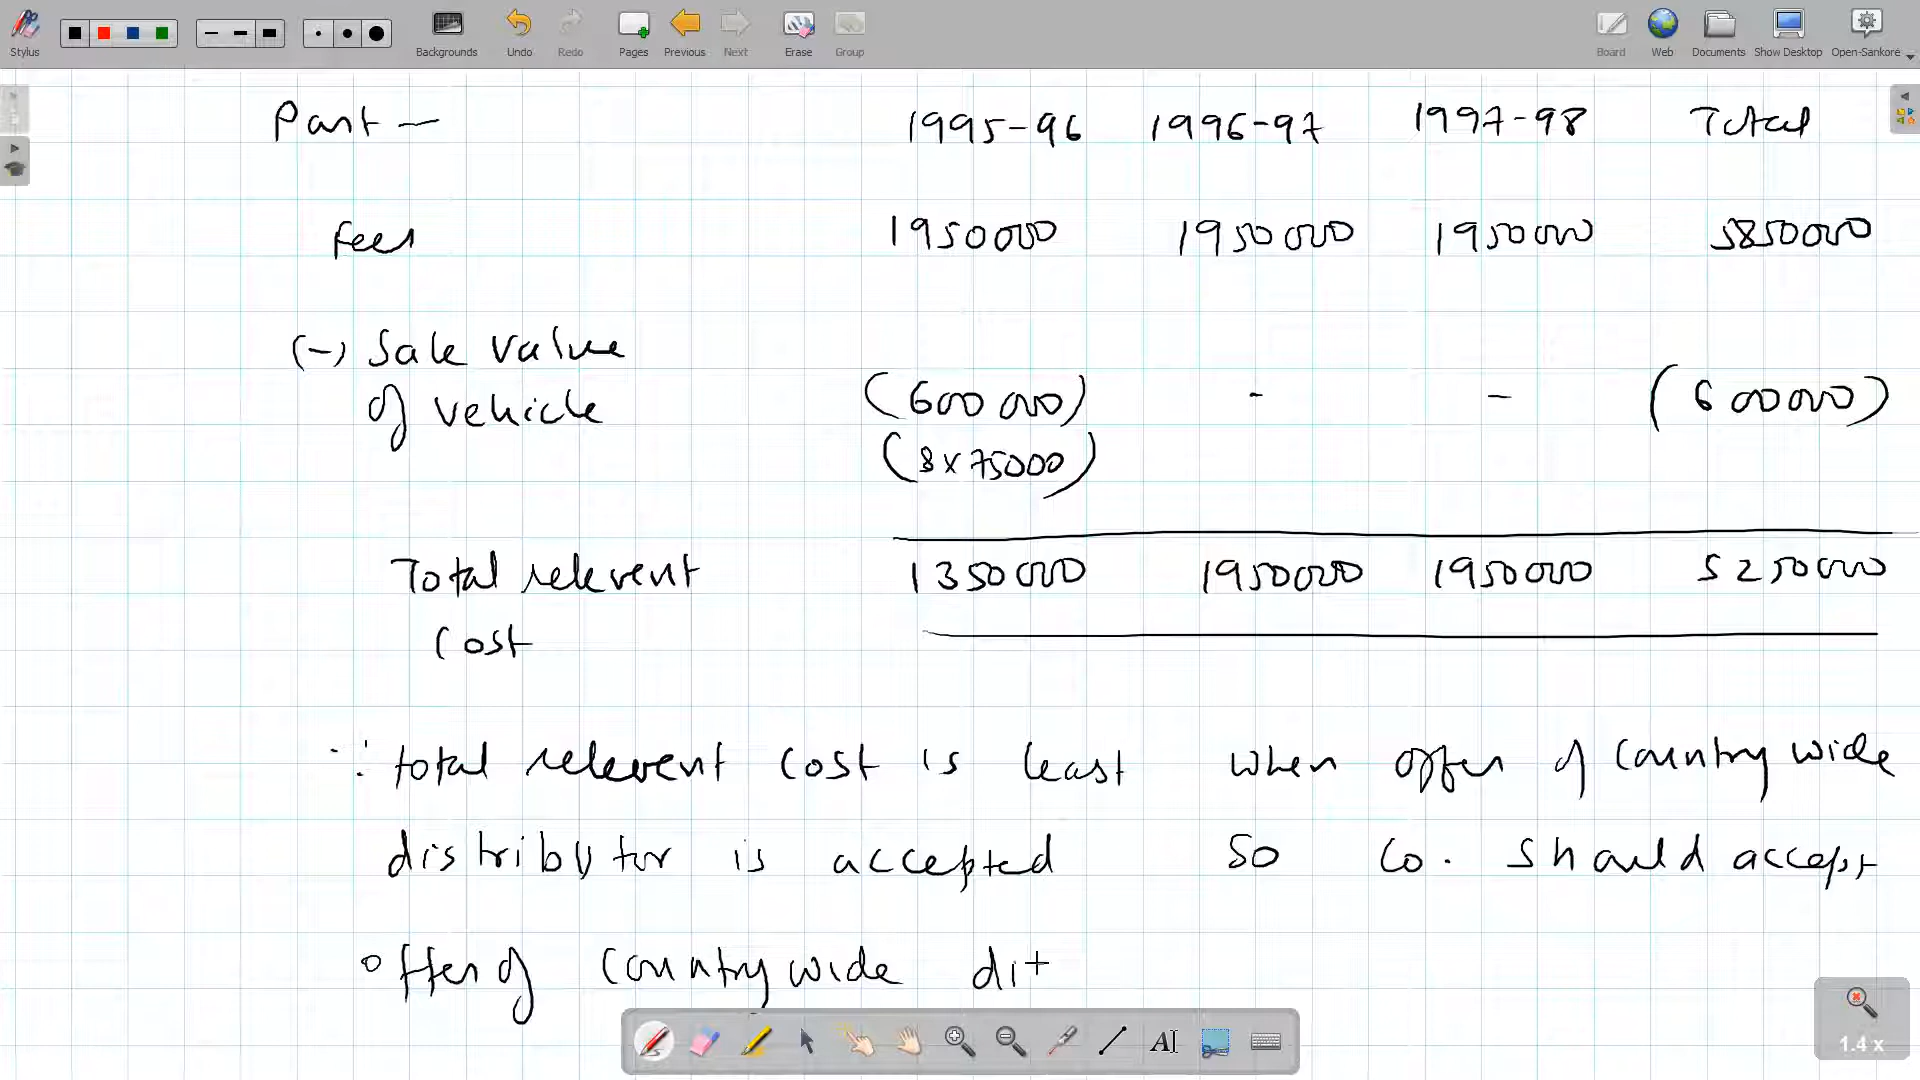 Stylus
Backgrounds
Undo
Redo
Pages
Previous
Next
Erase
Group
Board
Web
Documents
Show Desktop
Open-Sankoré
Part — 1995-96 1996-97 1997-98 Total
Fees 1950000 1950000 1950000 5850000
(-) Sale value
of vehicle (600000) - - (600000)
(8x75000)
Total relevent 1350000 1950000 1950000 5250000
cost
∵ total relevent cost is least when offer of Country wide
distributor is accepted so co. should accept
offer of Country wide dit
AI
1.4 x